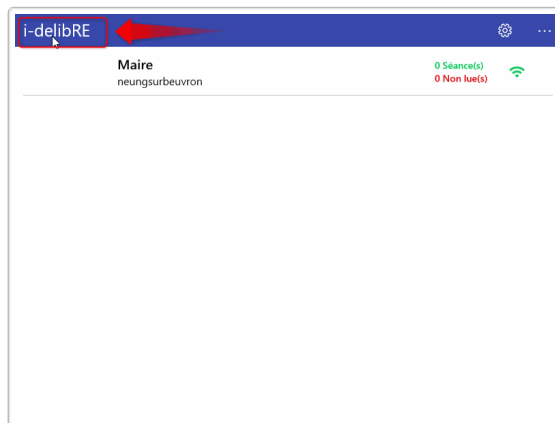 i-delibRE
...
Maire
neungsurbeuvron
0 Séance(s)
0 Non lue(s)